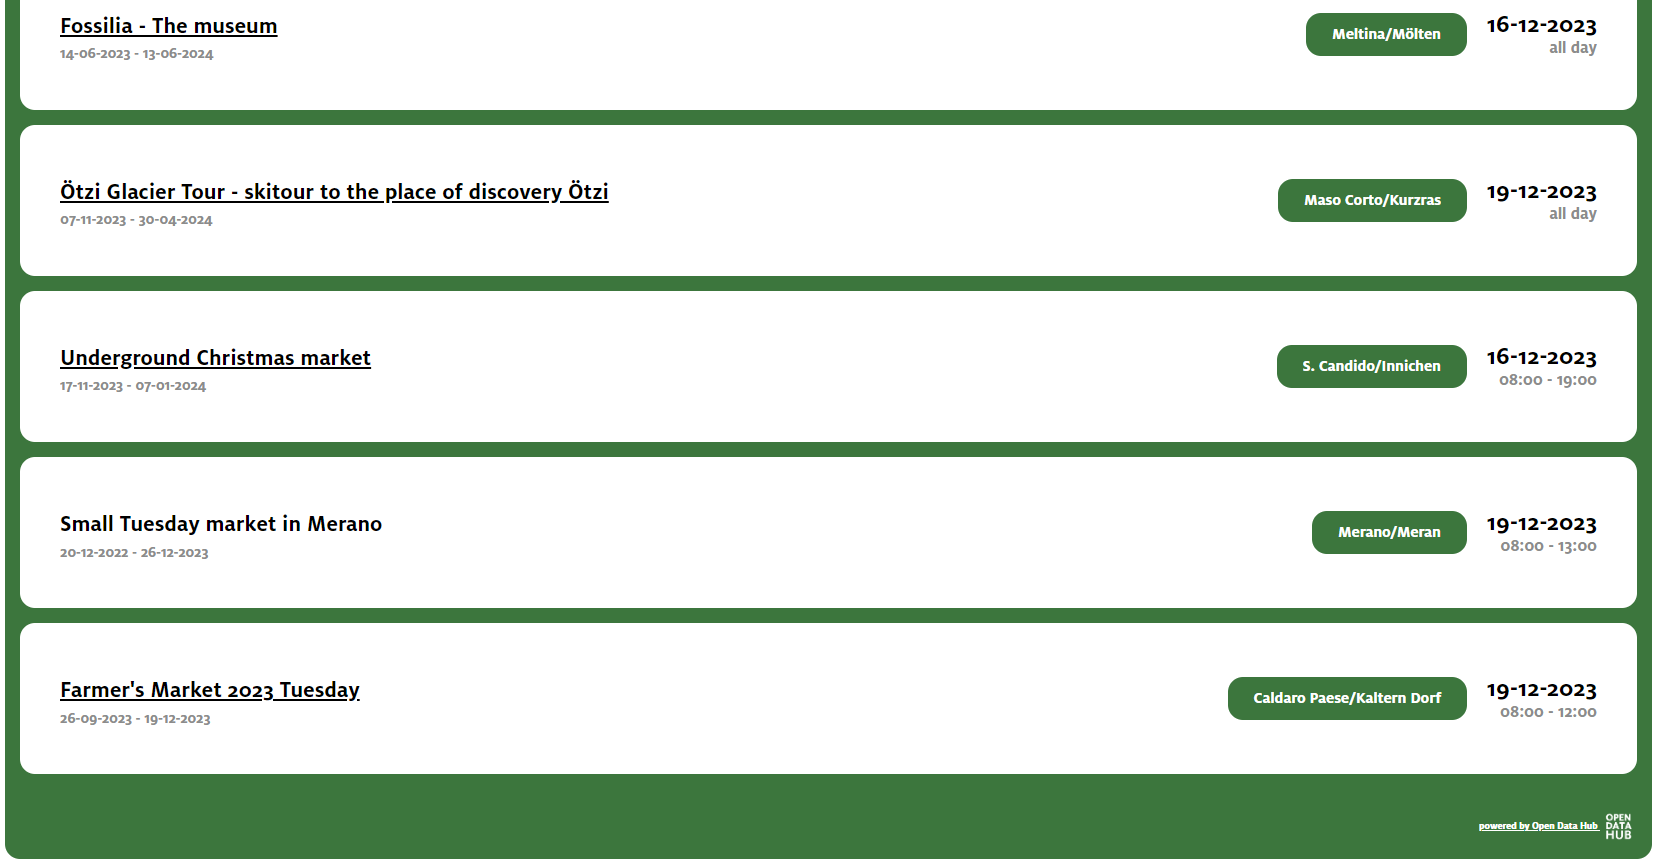 Fossilia - The museum
14-06-2023 - 13-06-2024
Meltina/Mölten
16-12-2023
all day
Ötzi Glacier Tour - skitour to the place of discovery Ötzi
07-11-2023 - 30-04-2024
Maso Corto/Kurzras
19-12-2023
all day
Underground Christmas market
17-11-2023 - 07-01-2024
S. Candido/Innichen
16-12-2023
08:00 - 19:00
Small Tuesday market in Merano
20-12-2022 - 26-12-2023
Merano/Meran
19-12-2023
08:00 - 13:00
Farmer's Market 2023 Tuesday
26-09-2023 - 19-12-2023
Caldaro Paese/Kaltern Dorf
19-12-2023
08:00 - 12:00
powered by Open Data Hub
OPEN
DATA
HUB